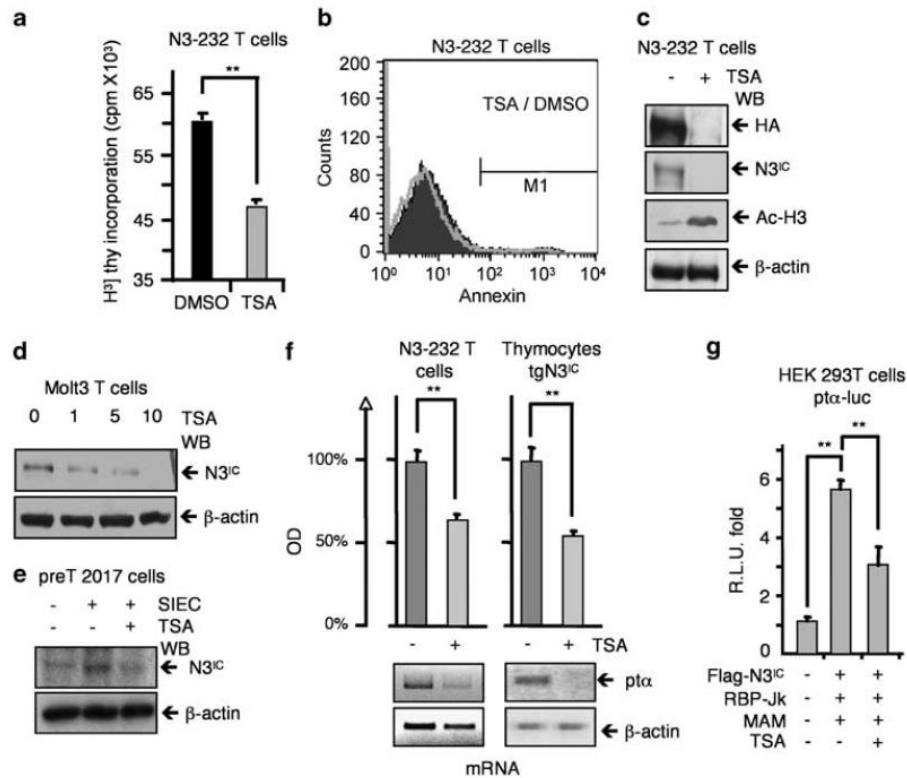 a
N3-232 T cells
**
H³] thy incorporation (cpm X10³)
65
55
45
35
DMSO TSA
b
N3-232 T cells
200
160
120
80
40
0
Counts
TSA / DMSO
M1
10⁰ 10¹ 10² 10³ 10⁴
Annexin
c
N3-232 T cells
- + TSA
WB
HA
N3ᴵᶜ
Ac-H3
β-actin
d
Molt3 T cells
0 1 5 10 TSA
WB
N3ᴵᶜ
β-actin
e
preT 2017 cells
- + + SIEC
- - + TSA
WB
N3ᴵᶜ
β-actin
f
N3-232 T
cells
**
Thymocytes
tgN3ᴵᶜ
**
OD
100%
50%
0%
- + - + TSA
ptα
β-actin
mRNA
g
HEK 293T cells
ptα-luc
** **
R.L.U. fold
6
4
2
0
Flag-N3ᴵᶜ - + +
RBP-Jk - + +
MAM - + +
TSA - - +